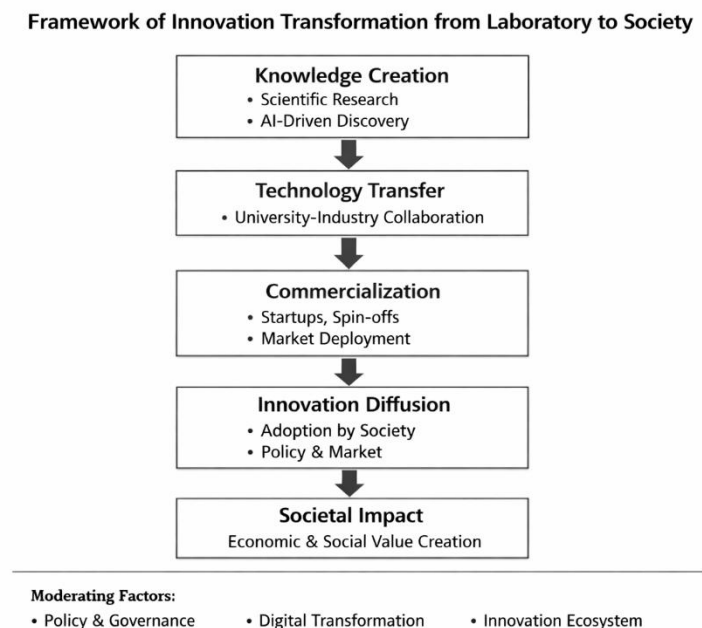 Framework of Innovation Transformation from Laboratory to Society
Knowledge Creation
• Scientific Research
• AI-Driven Discovery
Technology Transfer
• University-Industry Collaboration
Commercialization
• Startups, Spin-offs
• Market Deployment
Innovation Diffusion
• Adoption by Society
• Policy & Market
Societal Impact
Economic & Social Value Creation
Moderating Factors:
• Policy & Governance • Digital Transformation • Innovation Ecosystem